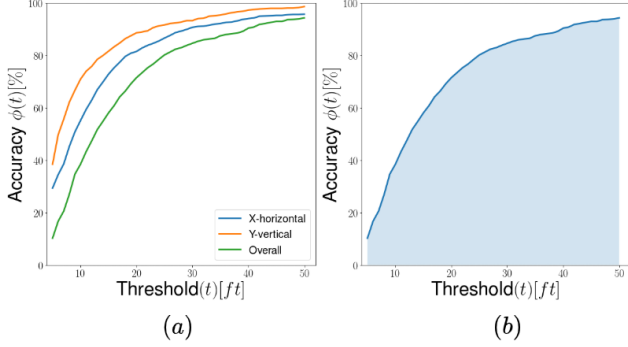 100
80
60
40
20
0
Accuracy ϕ(t)[%]
10
20
30
40
50
Threshold(t)[ft]
X-horizontal
Y-vertical
Overall
(a)
100
80
60
40
20
0
Accuracy ϕ(t)[%]
10
20
30
40
50
Threshold(t)[ft]
(b)